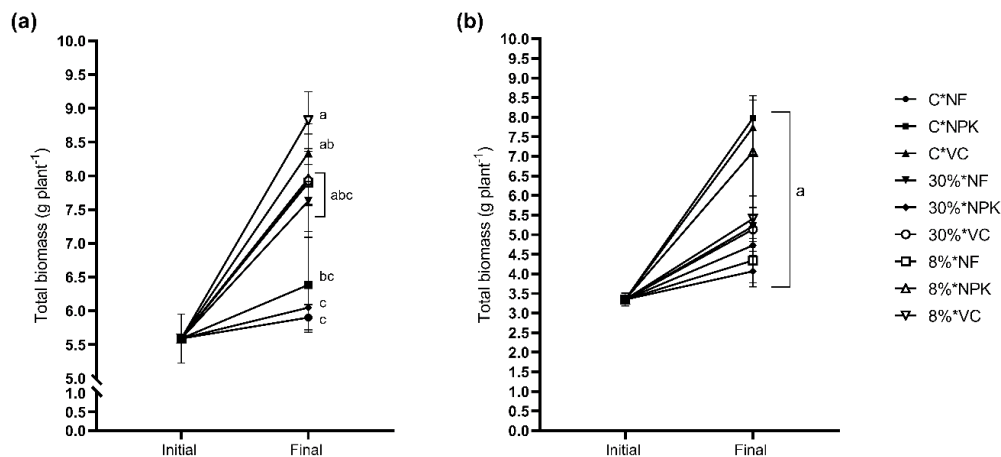 (a)
Total biomass (g plant⁻¹)
10.0
9.5
9.0
8.5
8.0
7.5
7.0
6.5
6.0
5.5
5.0
1.0
0.5
0.0
a
ab
abc
bc
c
c
Initial Final
(b)
Total biomass (g plant⁻¹)
10.0
9.5
9.0
8.5
8.0
7.5
7.0
6.5
6.0
5.5
5.0
4.5
4.0
3.5
3.0
2.5
2.0
1.5
1.0
0.5
0.0
a
Initial Final
C*NF
C*NPK
C*VC
30%*NF
30%*NPK
30%*VC
8%*NF
8%*NPK
8%*VC